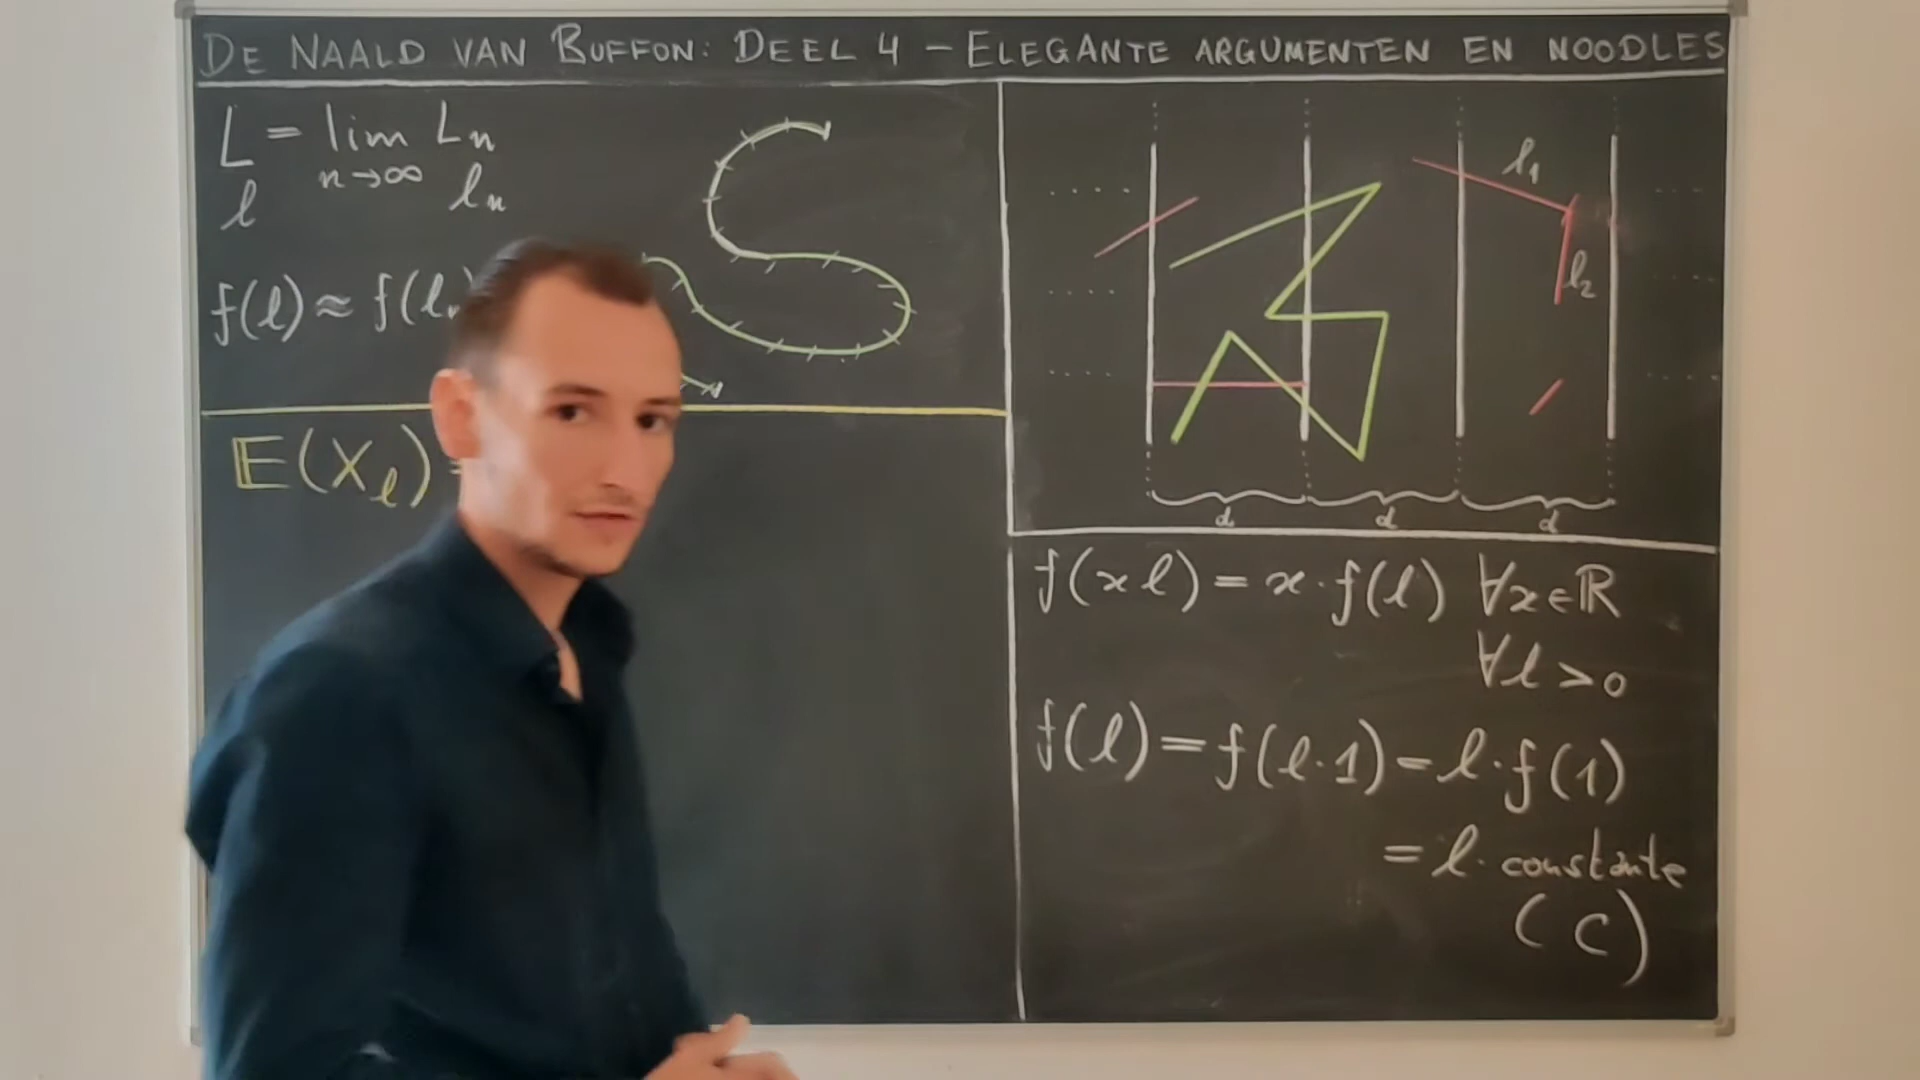 DE NAALD VAN BUFFON: DEEL 4 – ELEGANTE ARGUMENTEN EN NOODLES
L = lim Lₙ
n→∞
l lₙ
f(l) ≈ f(l
E(Xₗ)
l₁
l₂
d d d
f(xl) = x·f(l) ∀x∈ℝ
∀l>0
f(l) = f(l·1) = l·f(1)
= l·constante
(C)